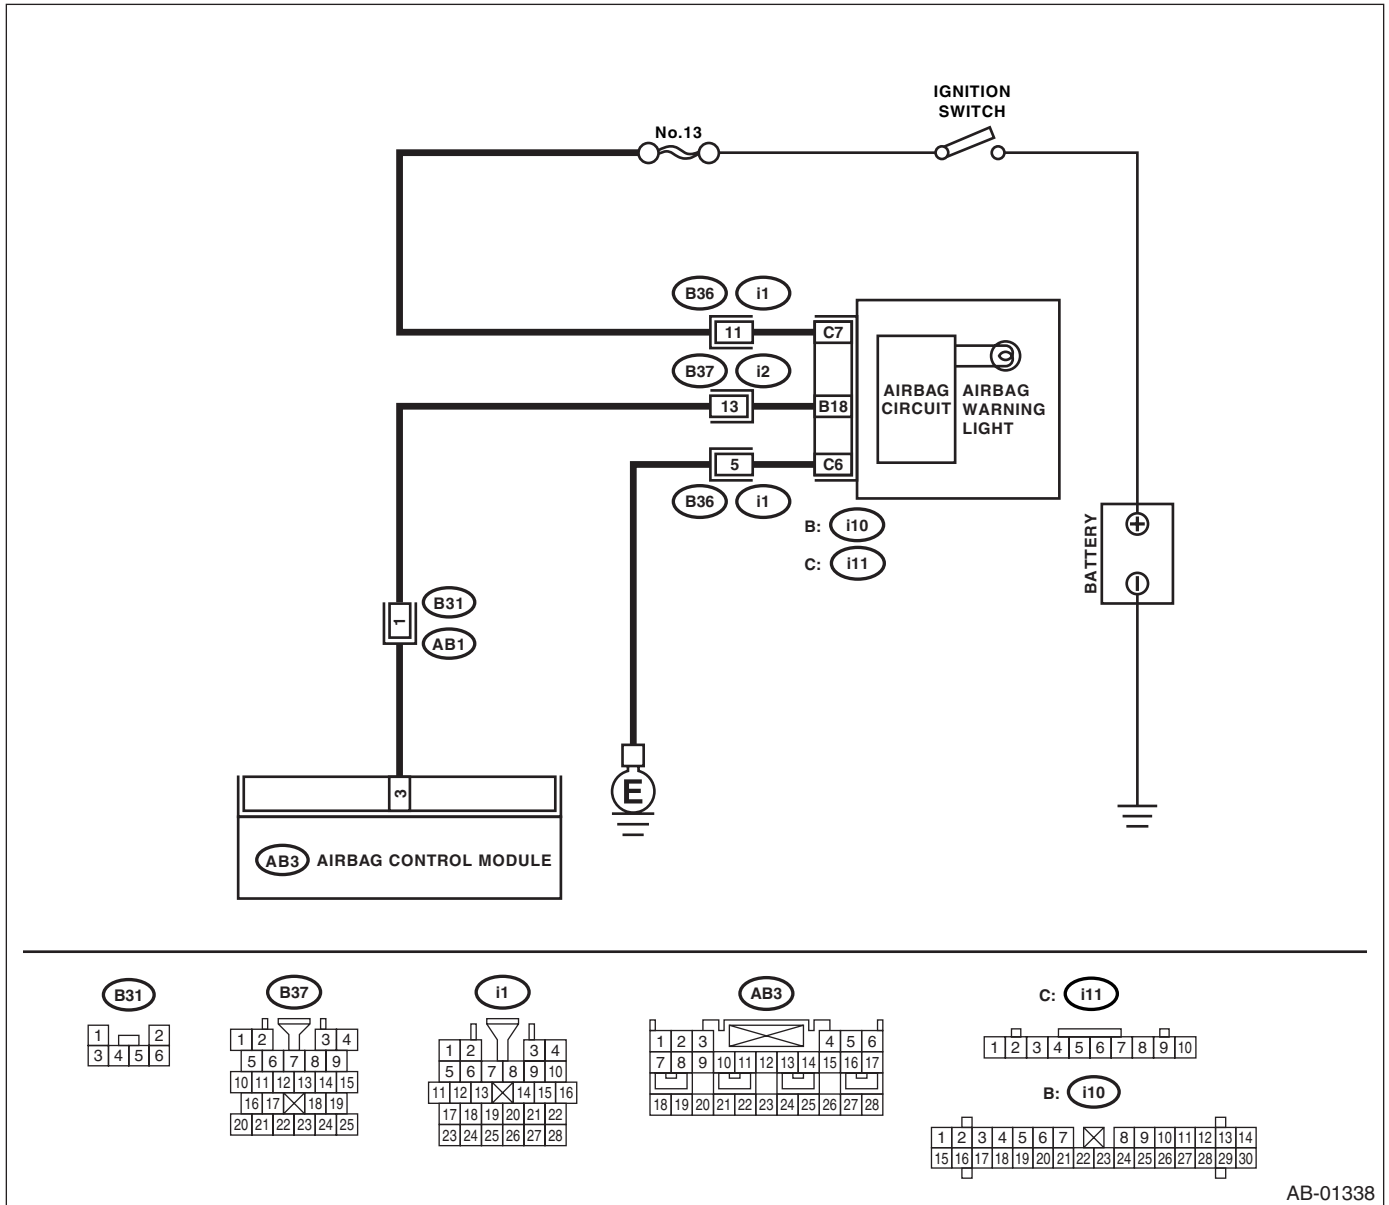 IGNITION
SWITCH
No.13
B36 i1
11 C7
B37 i2
13 B18
AIRBAG
CIRCUIT
AIRBAG
WARNING
LIGHT
5 C6
B36 i1
B: i10
C: i11
BATTERY
+
B31
1
AB1
3
E
AB3 AIRBAG CONTROL MODULE
B31
1 2
3 4 5 6
B37
1 2 3 4
5 6 7 8 9
10 11 12 13 14 15
16 17 18 19
20 21 22 23 24 25
i1
1 2 3 4
5 6 7 8 9 10
11 12 13 14 15 16
17 18 19 20 21 22
23 24 25 26 27 28
AB3
1 2 3 4 5 6
7 8 9 10 11 12 13 14 15 16 17
18 19 20 21 22 23 24 25 26 27 28
C: i11
1 2 3 4 5 6 7 8 9 10
B: i10
1 2 3 4 5 6 7 8 9 10 11 12 13 14
15 16 17 18 19 20 21 22 23 24 25 26 27 28 29 30
AB-01338